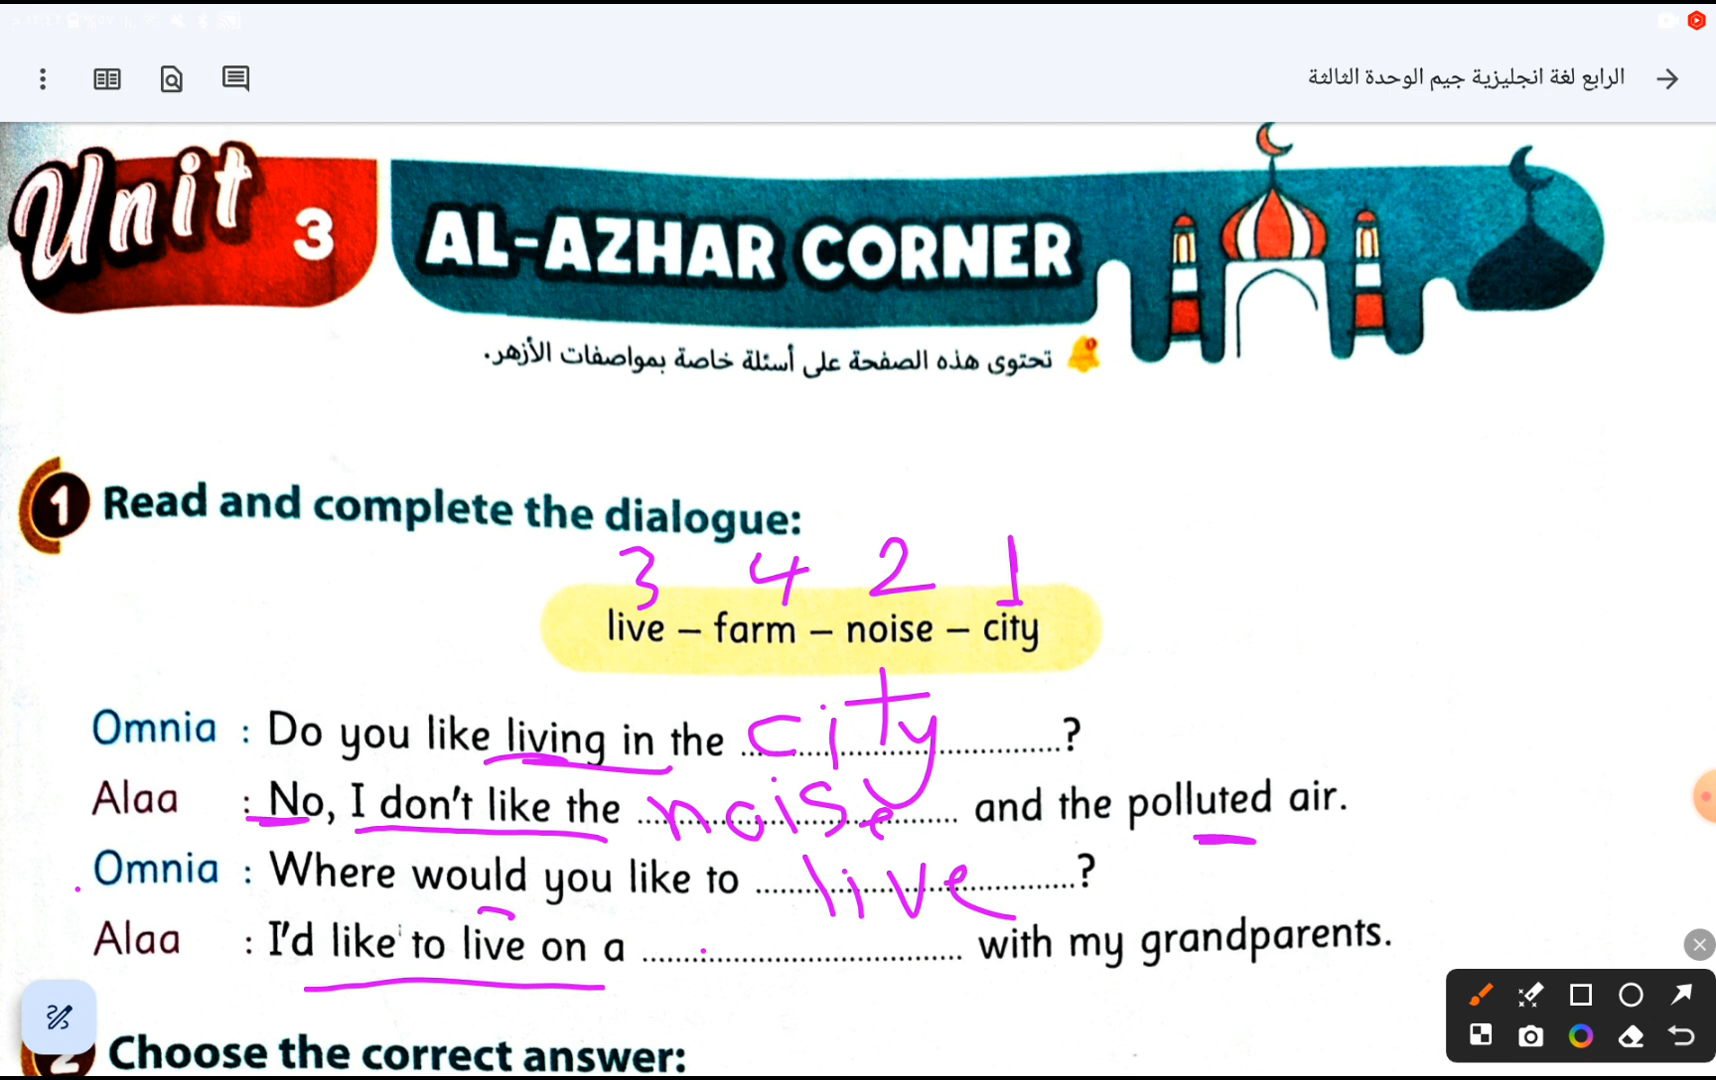 الرابع لغة انجليزية جيم الوحدة الثالثة
Unit 3
AL-AZHAR CORNER
تحتوى هذه الصفحة على أسئلة خاصة بمواصفات الأزهر.
1 Read and complete the dialogue:
3 4 2 1
live – farm – noise – city
Omnia : Do you like living in the city ?
Alaa : No, I don't like the noise and the polluted air.
Omnia : Where would you like to live ?
Alaa : I'd like to live on a ............ with my grandparents.
2 Choose the correct answer: